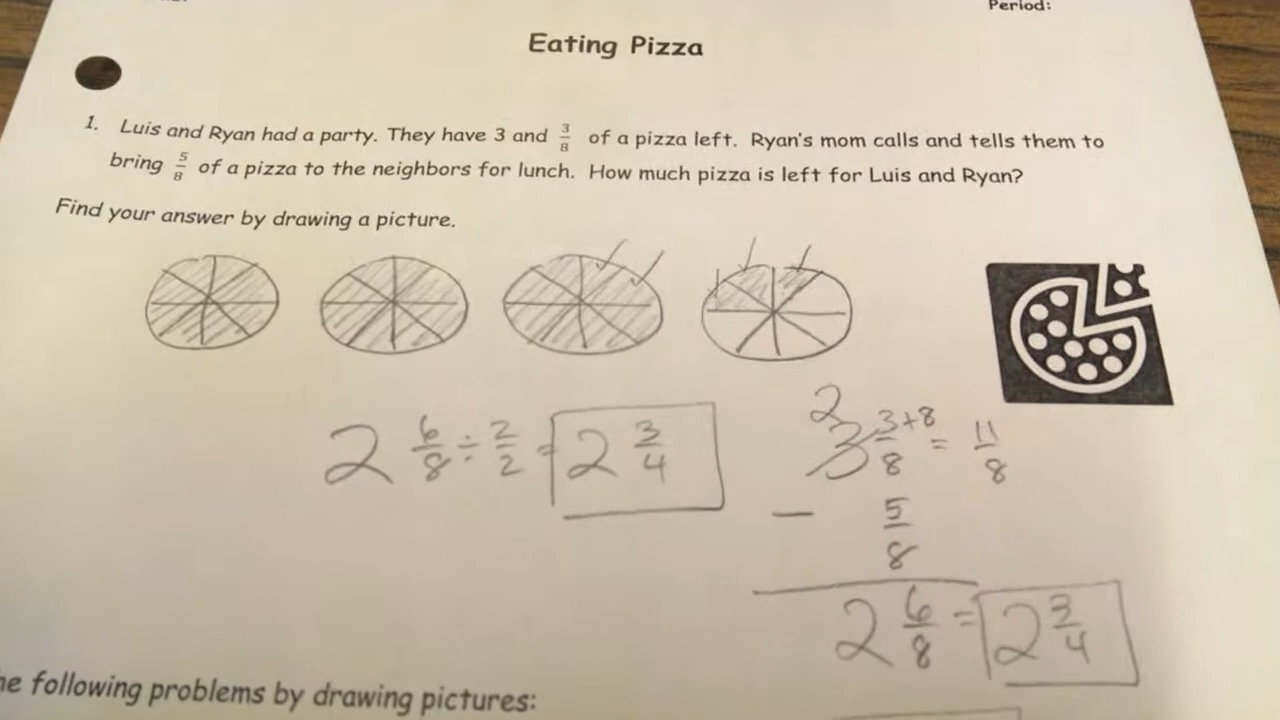 Period:
Eating Pizza
1. Luis and Ryan had a party. They have 3 and 3/8 of a pizza left. Ryan's mom calls and tells them to
bring 5/8 of a pizza to the neighbors for lunch. How much pizza is left for Luis and Ryan?
Find your answer by drawing a picture.
2 6/8 ÷ 2/2 = 2 3/4
2
3 3+8/8 = 11/8
- 5/8
2 6/8 = 2 3/4
following problems by drawing pictures: